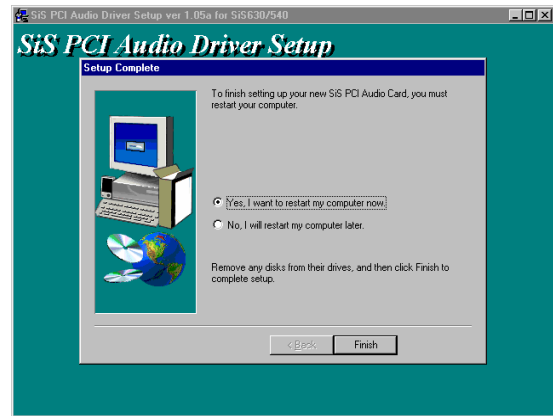 SiS PCI Audio Driver Setup ver 1.05a for SiS630/540
SiS PCI Audio Driver Setup
Setup Complete
To finish setting up your new SiS PCI Audio Card, you must
restart your computer.
Yes, I want to restart my computer now.
No, I will restart my computer later.
Remove any disks from their drives, and then click Finish to
complete setup.
< Back
Finish